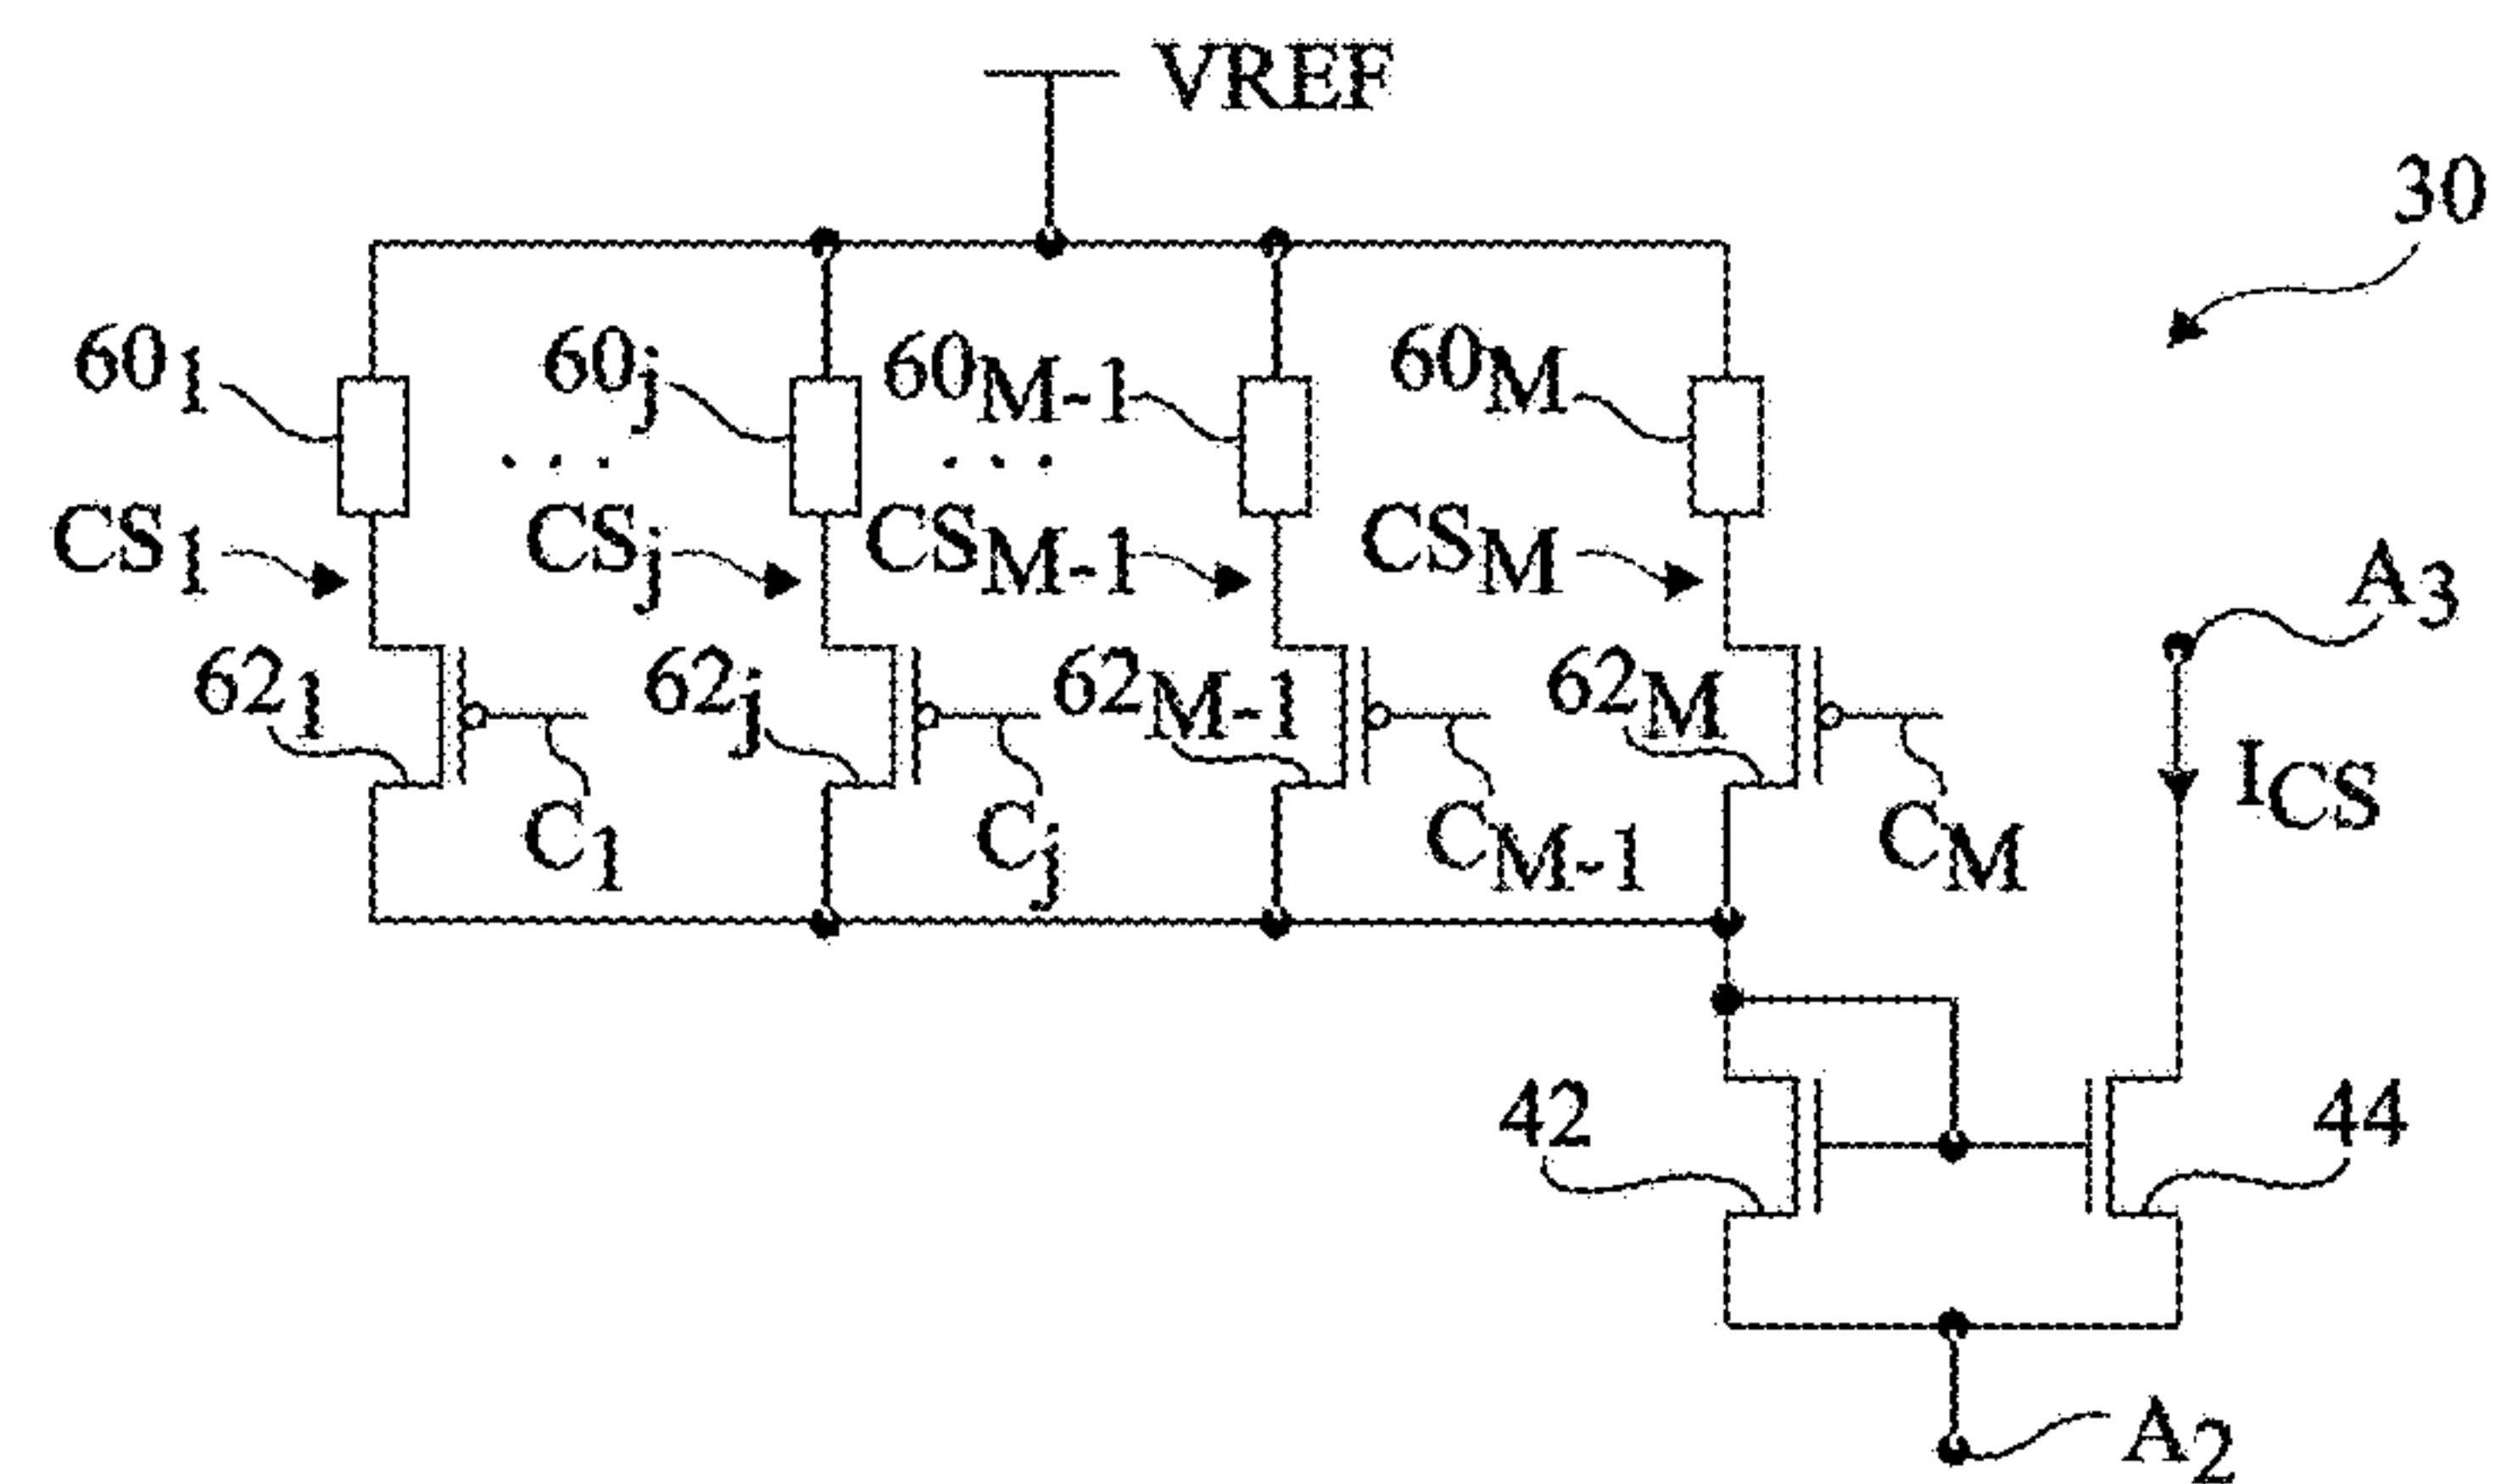 VREF
30
60₁ 60ⱼ 60M-1 60M
CS₁ CSⱼ CSM-1 CSM
A₃
62₁ 62ⱼ 62M-1 62M
ICS
C₁ Cⱼ CM-1 CM
42 44
A₂